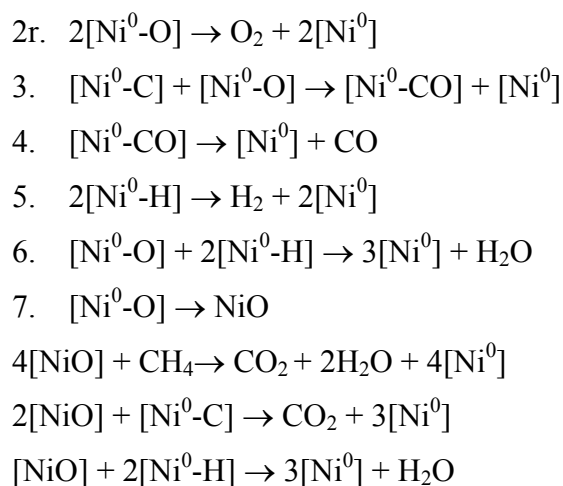 2r. 2[Ni⁰-O] → O₂ + 2[Ni⁰]
3. [Ni⁰-C] + [Ni⁰-O] → [Ni⁰-CO] + [Ni⁰]
4. [Ni⁰-CO] → [Ni⁰] + CO
5. 2[Ni⁰-H] → H₂ + 2[Ni⁰]
6. [Ni⁰-O] + 2[Ni⁰-H] → 3[Ni⁰] + H₂O
7. [Ni⁰-O] → NiO
4[NiO] + CH₄→ CO₂ + 2H₂O + 4[Ni⁰]
2[NiO] + [Ni⁰-C] → CO₂ + 3[Ni⁰]
[NiO] + 2[Ni⁰-H] → 3[Ni⁰] + H₂O